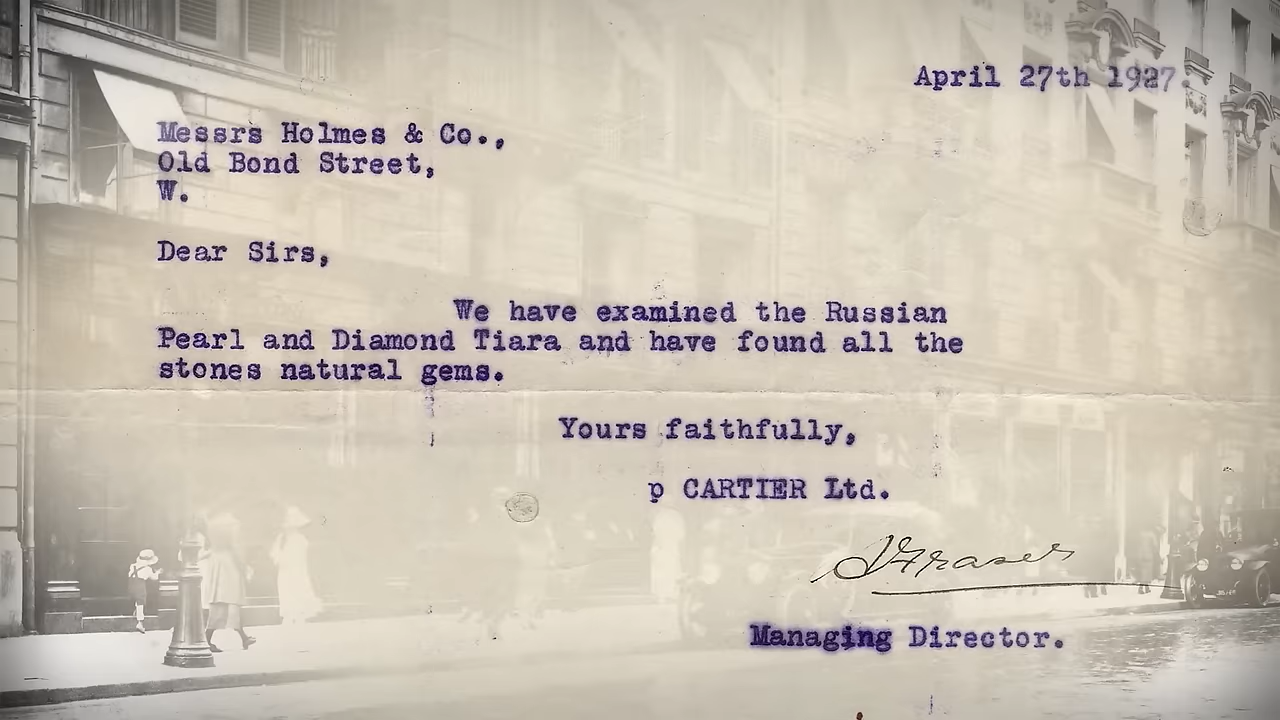 April 27th 1927.
Messrs Holmes & Co.,
Old Bond Street,
W.
Dear Sirs,
We have examined the Russian
Pearl and Diamond Tiara and have found all the
stones natural gems.
Yours faithfully,
p CARTIER Ltd.
JFraser
Managing Director.